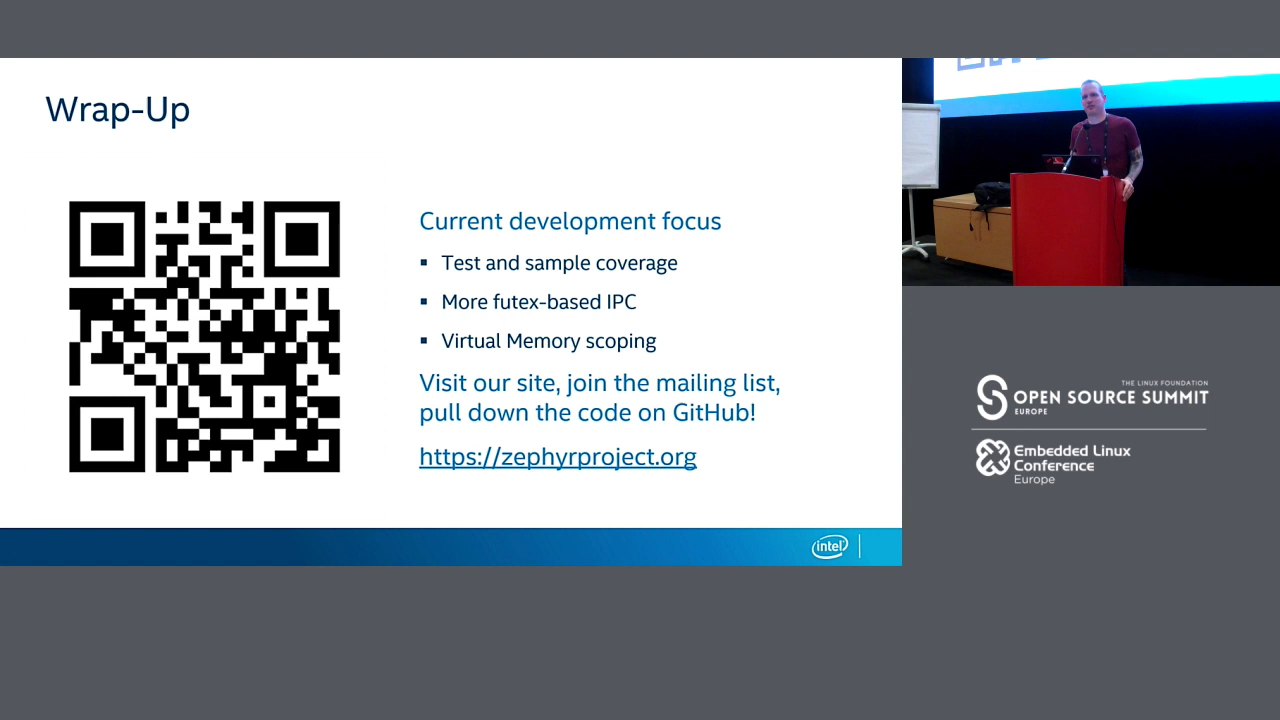 Wrap-Up
Current development focus
▪ Test and sample coverage
▪ More futex-based IPC
▪ Virtual Memory scoping
Visit our site, join the mailing list,
pull down the code on GitHub!
https://zephyrproject.org
intel
THE LINUX FOUNDATION
OPEN SOURCE SUMMIT
EUROPE
Embedded Linux
Conference
Europe